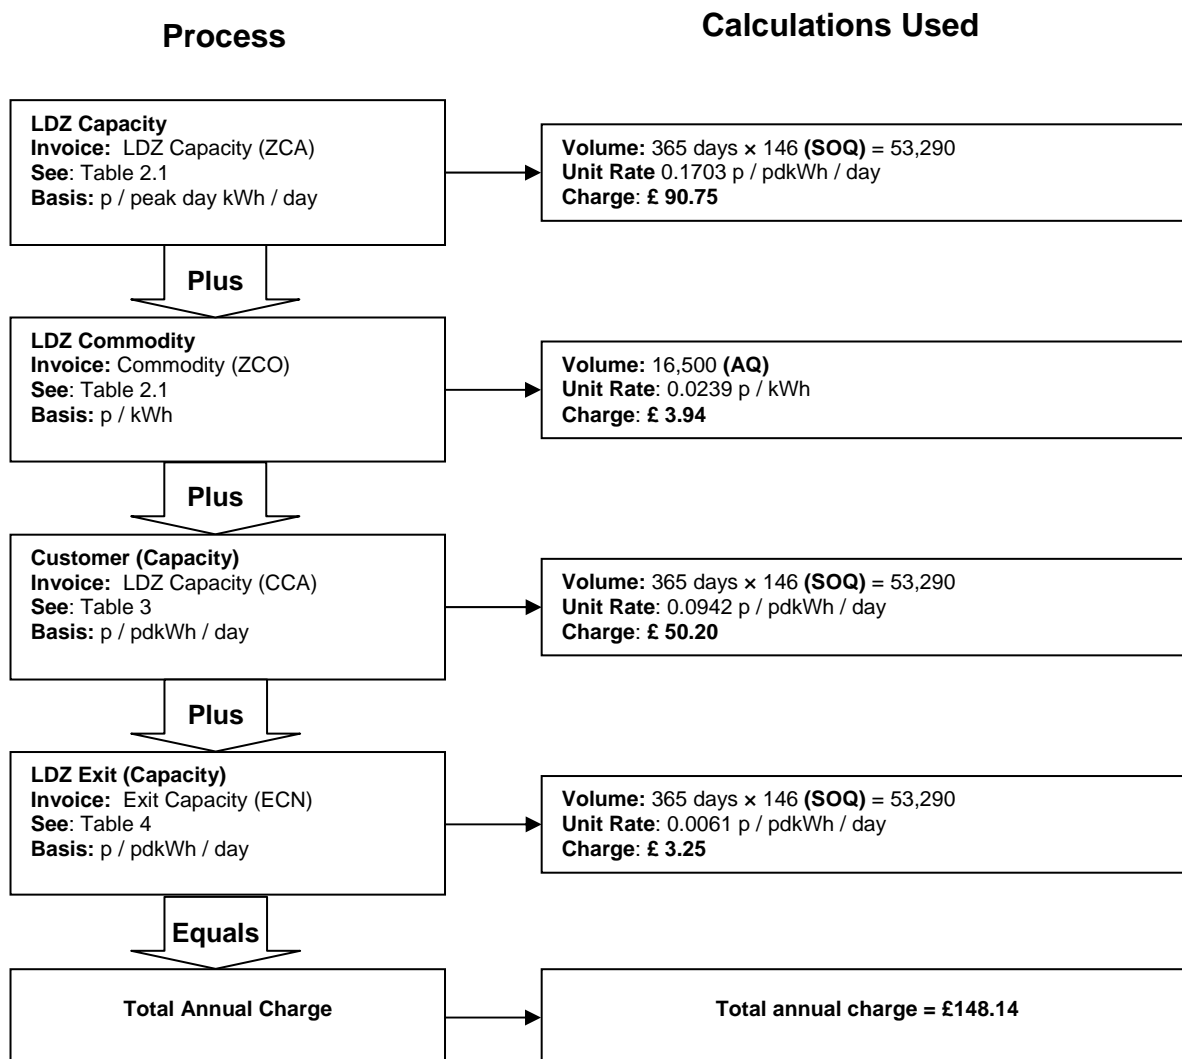 Process
Calculations Used
LDZ Capacity
Invoice: LDZ Capacity (ZCA)
See: Table 2.1
Basis: p / peak day kWh / day
Volume: 365 days × 146 (SOQ) = 53,290
Unit Rate 0.1703 p / pdkWh / day
Charge: £ 90.75
Plus
LDZ Commodity
Invoice: Commodity (ZCO)
See: Table 2.1
Basis: p / kWh
Volume: 16,500 (AQ)
Unit Rate: 0.0239 p / kWh
Charge: £ 3.94
Plus
Customer (Capacity)
Invoice: LDZ Capacity (CCA)
See: Table 3
Basis: p / pdkWh / day
Volume: 365 days × 146 (SOQ) = 53,290
Unit Rate: 0.0942 p / pdkWh / day
Charge: £ 50.20
Plus
LDZ Exit (Capacity)
Invoice: Exit Capacity (ECN)
See: Table 4
Basis: p / pdkWh / day
Volume: 365 days × 146 (SOQ) = 53,290
Unit Rate: 0.0061 p / pdkWh / day
Charge: £ 3.25
Equals
Total Annual Charge
Total annual charge = £148.14